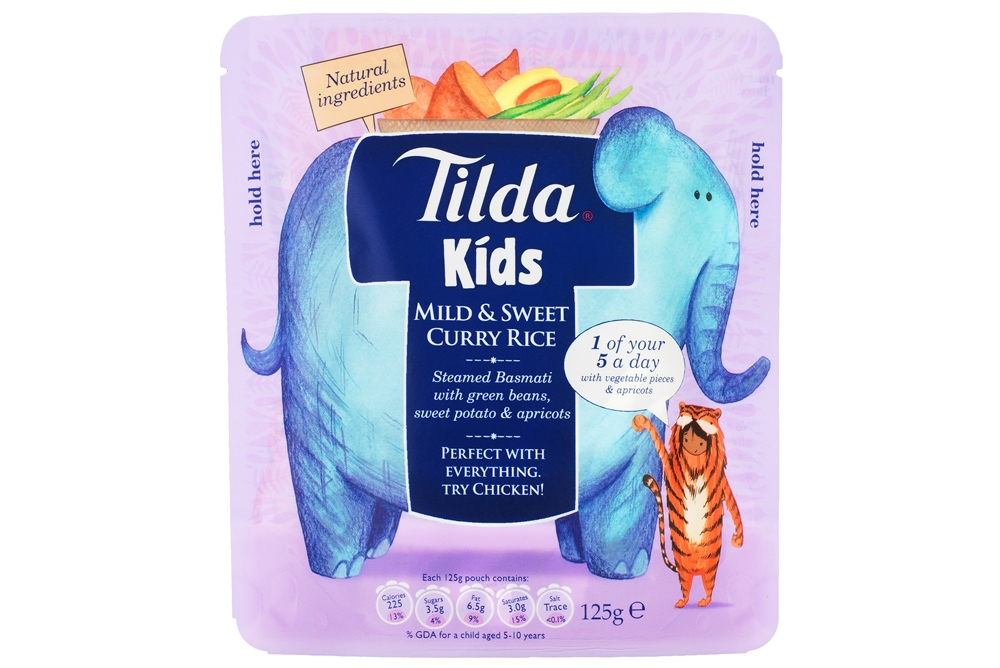 Natural
ingredients
hold here
hold here
Tilda®
Kids
MILD & SWEET
CURRY RICE
Steamed Basmati
with green beans,
sweet potato & apricots
PERFECT WITH
EVERYTHING.
TRY CHICKEN!
1 of your
5 a day
with vegetable pieces
& apricots
Each 125g pouch contains:
Calories
225
13%
Sugars
3.5g
4%
Fat
6.5g
9%
Saturates
3.0g
15%
Salt
Trace
<0.1%
125g ℮
% GDA for a child aged 5-10 years